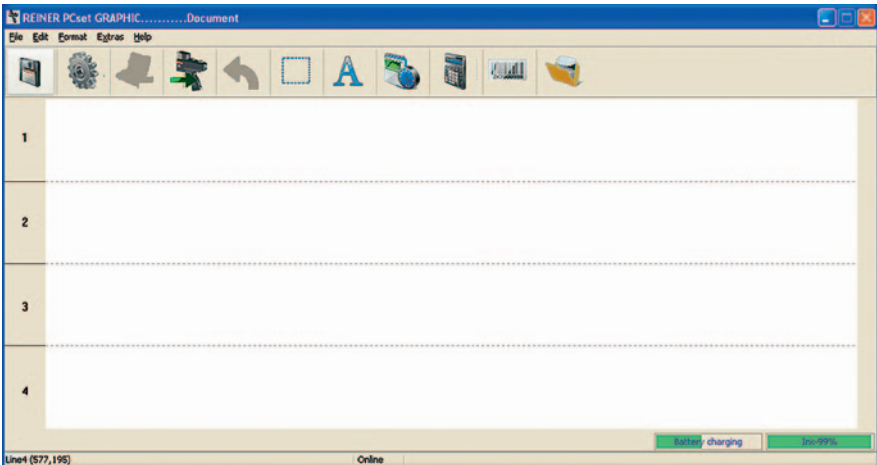 REINER PCset GRAPHIC...........Document
File Edit Format Extras Help
A
1
2
3
4
Battery charging Ink-99%
Line4 (577,195) Online